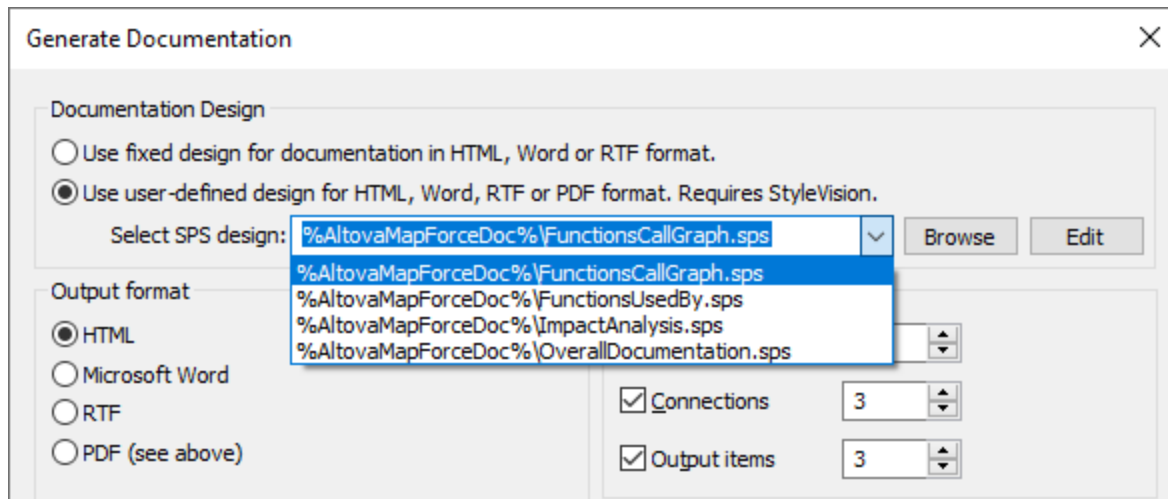 Generate Documentation
Documentation Design
Use fixed design for documentation in HTML, Word or RTF format.
Use user-defined design for HTML, Word, RTF or PDF format. Requires StyleVision.
Select SPS design: %AltovaMapForceDoc%\FunctionsCallGraph.sps Browse Edit
%AltovaMapForceDoc%\FunctionsCallGraph.sps
%AltovaMapForceDoc%\FunctionsUsedBy.sps
%AltovaMapForceDoc%\ImpactAnalysis.sps
%AltovaMapForceDoc%\OverallDocumentation.sps
Output format
HTML
Microsoft Word
RTF
PDF (see above)
Connections 3
Output items 3